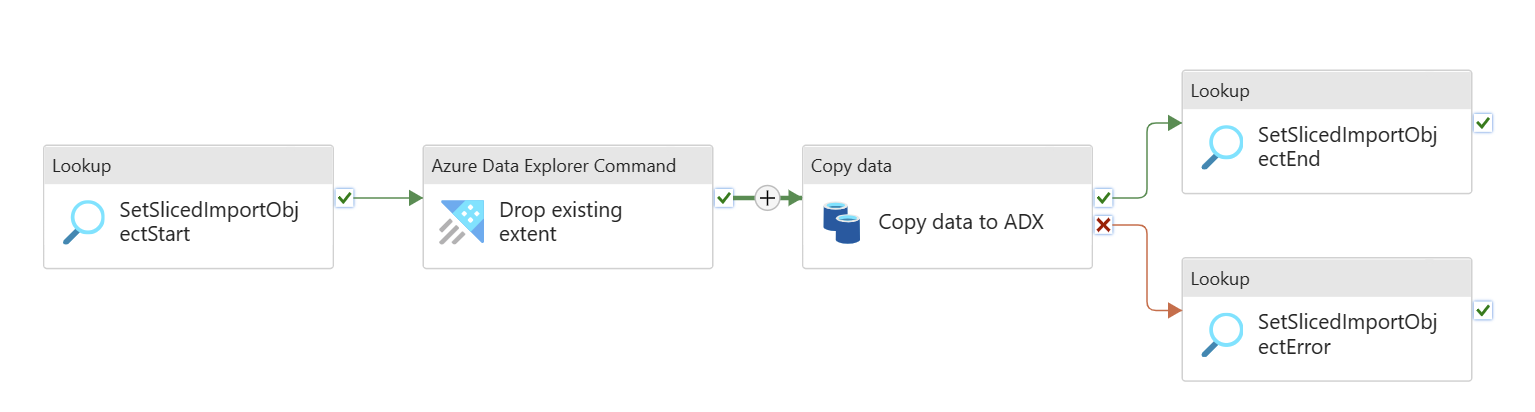 Lookup
SetSlicedImportObj
ectStart
Azure Data Explorer Command
Drop existing
extent
Copy data
Copy data to ADX
Lookup
SetSlicedImportObj
ectEnd
Lookup
SetSlicedImportObj
ectError